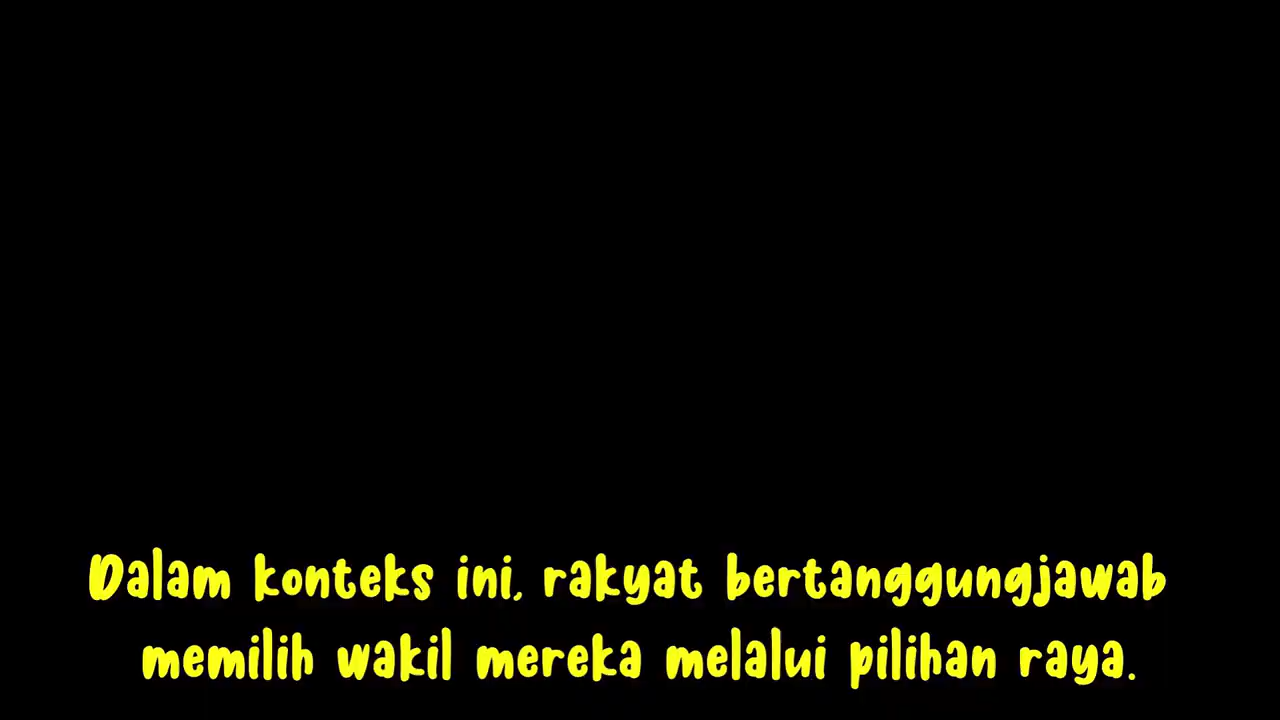 Dalam konteks ini, rakyat bertanggungjawab
memilih wakil mereka melalui pilihan raya.